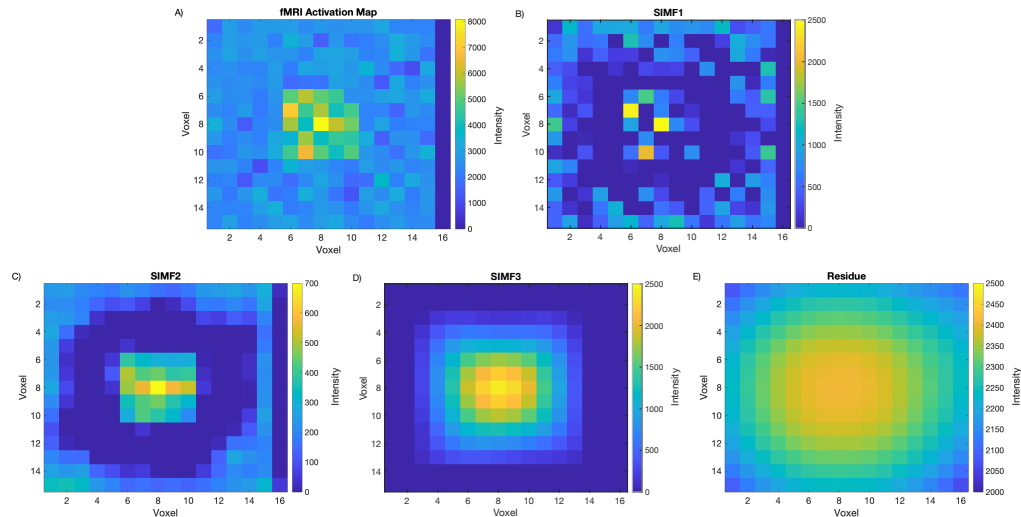 A)
fMRI Activation Map
2
4
6
8
10
12
14
Voxel
2 4 6 8 10 12 14 16
Voxel
8000
7000
6000
5000
4000
3000
2000
1000
0
Intensity
B)
SIMF1
2
4
6
8
10
12
14
Voxel
2 4 6 8 10 12 14 16
Voxel
2500
2000
1500
1000
500
0
Intensity
C)
SIMF2
2
4
6
8
10
12
14
Voxel
2 4 6 8 10 12 14 16
Voxel
700
600
500
400
300
200
100
0
Intensity
D)
SIMF3
2
4
6
8
10
12
14
Voxel
2 4 6 8 10 12 14 16
Voxel
2500
2000
1500
1000
500
0
Intensity
E)
Residue
2
4
6
8
10
12
14
Voxel
2 4 6 8 10 12 14 16
Voxel
2500
2450
2400
2350
2300
2250
2200
2150
2100
2050
2000
Intensity